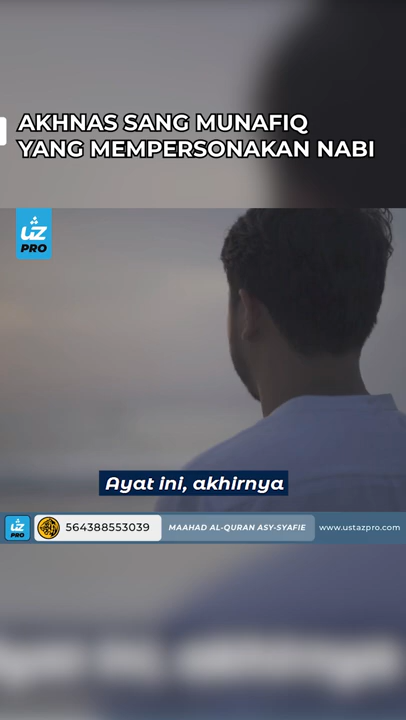 AKHNAS SANG MUNAFIQ
YANG MEMPERSONAKAN NABI
uz
PRO
Ayat ini, akhirnya
uz
PRO
564388553039
MAAHAD AL-QURAN ASY-SYAFIE
www.ustazpro.com